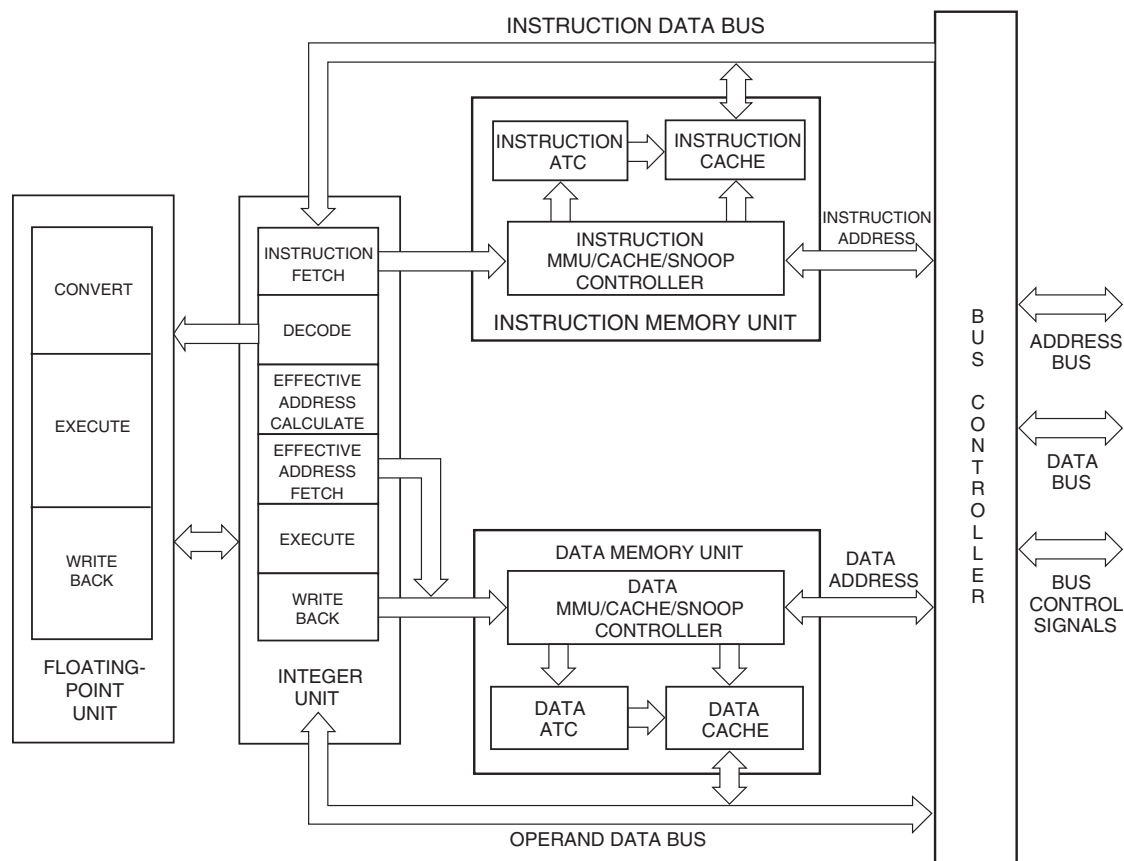 INSTRUCTION DATA BUS
INSTRUCTION
ATC
INSTRUCTION
CACHE
INSTRUCTION
MMU/CACHE/SNOOP
CONTROLLER
INSTRUCTION MEMORY UNIT
INSTRUCTION
ADDRESS
CONVERT
EXECUTE
WRITE
BACK
FLOATING-
POINT
UNIT
INSTRUCTION
FETCH
DECODE
EFFECTIVE
ADDRESS
CALCULATE
EFFECTIVE
ADDRESS
FETCH
EXECUTE
WRITE
BACK
INTEGER
UNIT
DATA MEMORY UNIT
DATA
MMU/CACHE/SNOOP
CONTROLLER
DATA
ATC
DATA
CACHE
DATA
ADDRESS
OPERAND DATA BUS
BUS CONTROLLER
ADDRESS
BUS
DATA
BUS
BUS
CONTROL
SIGNALS